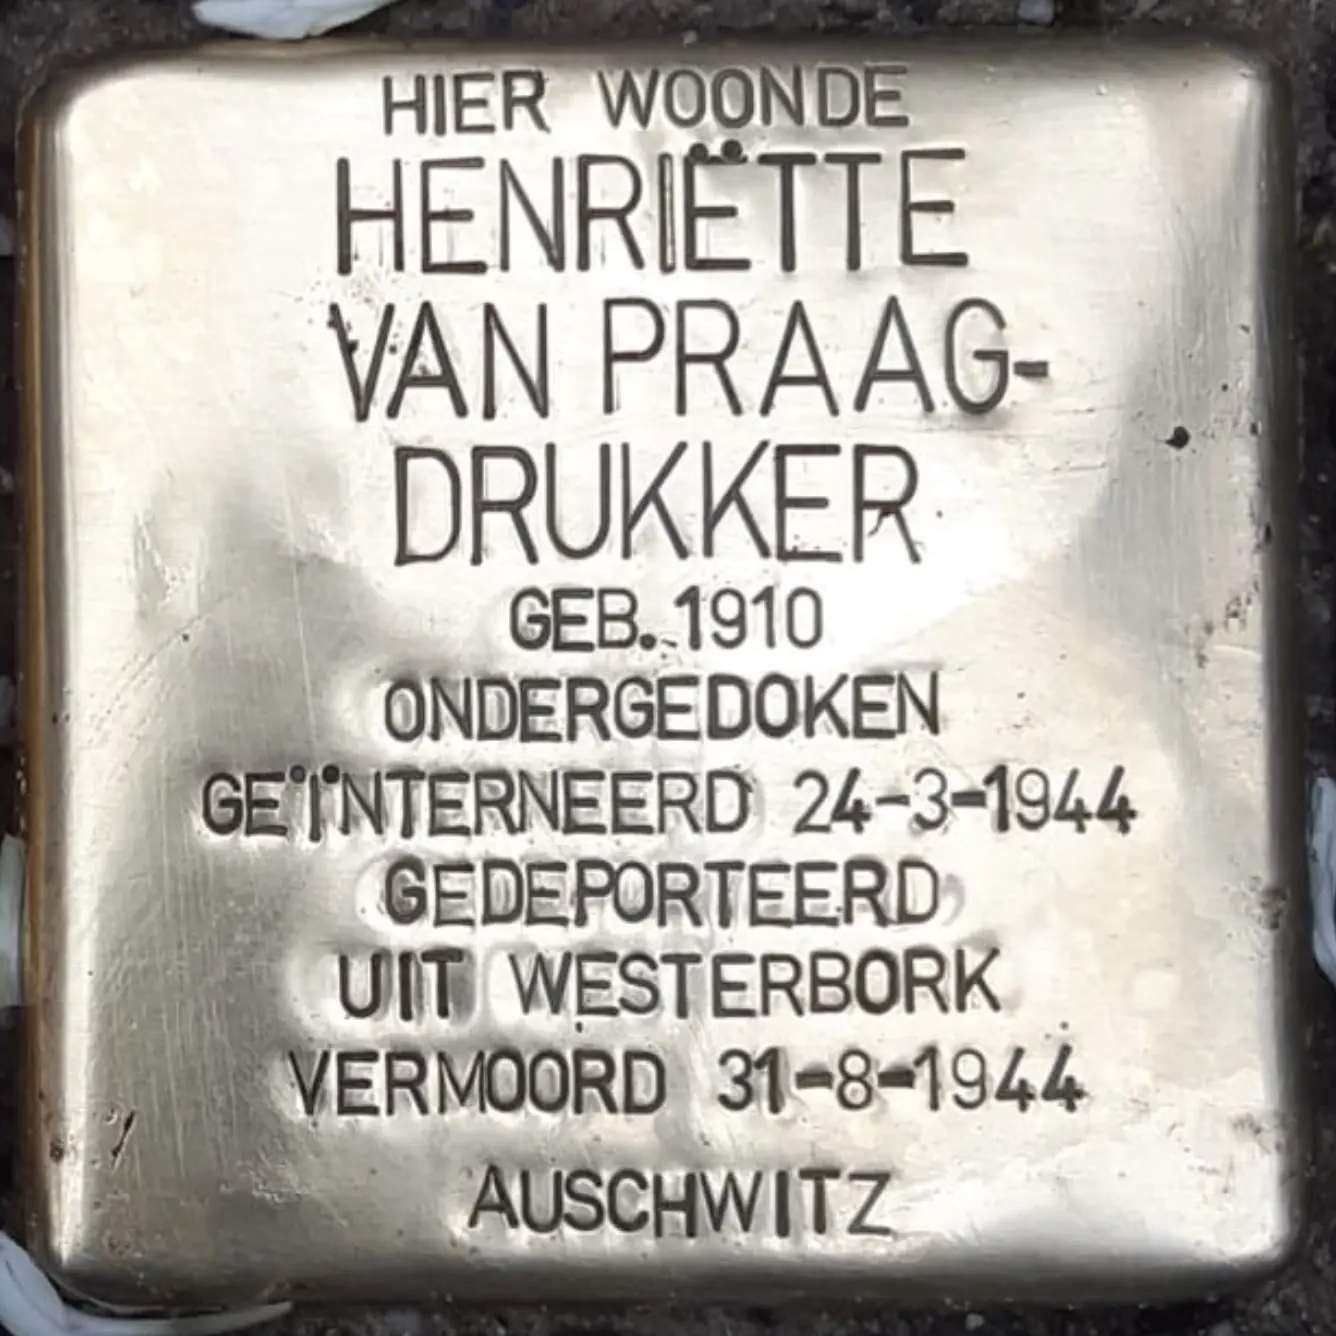 HIER WOONDE
HENRIËTTE
VAN PRAAG-
DRUKKER
GEB. 1910
ONDERGEDOKEN
GEÏNTERNEERD 24-3-1944
GEDEPORTEERD
UIT WESTERBORK
VERMOORD 31-8-1944
AUSCHWITZ